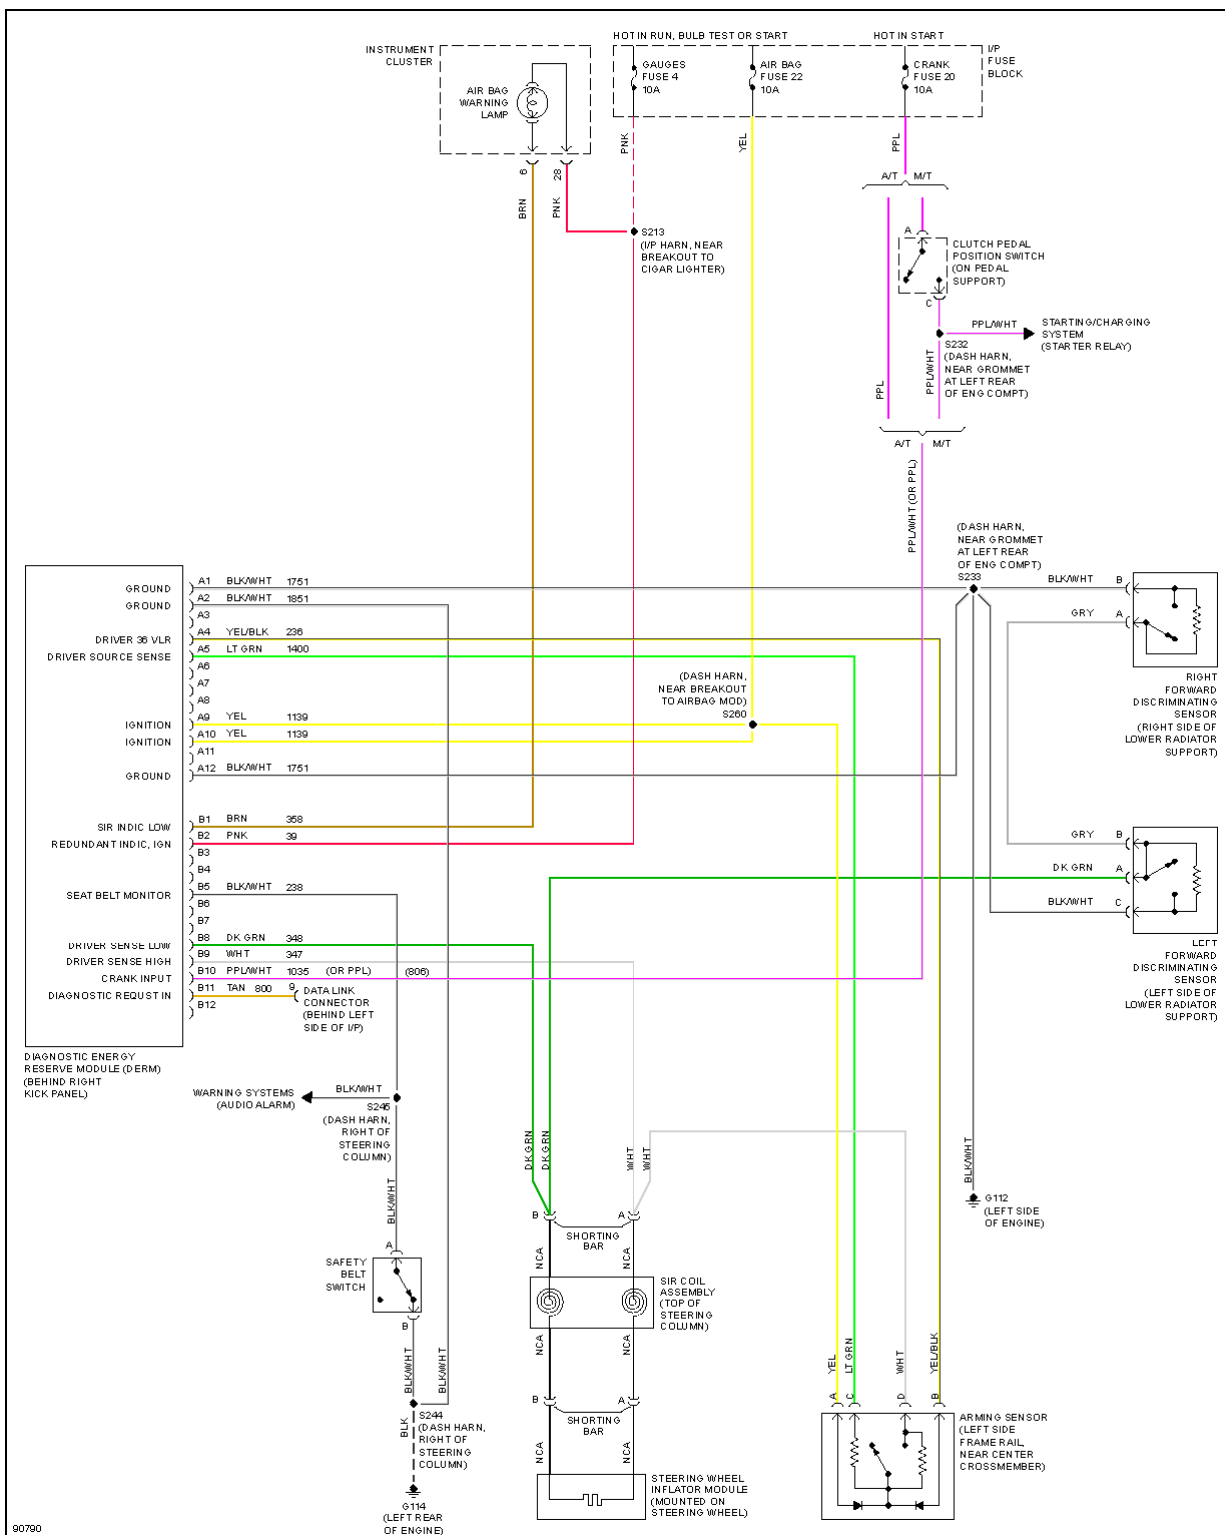 HOT IN RUN, BULB TEST OR START
HOT IN START
INSTRUMENT
CLUSTER
I/P
FUSE
BLOCK
AIR BAG
WARNING
LAMP
GAUGES
FUSE 4
10A
AIR BAG
FUSE 22
10A
CRANK
FUSE 20
10A
PNK
YEL
PPL
6
28
BRN
PNK
A/T
M/T
S213
(I/P HARN, NEAR
BREAKOUT TO
CIGAR LIGHTER)
A
CLUTCH PEDAL
POSITION SWITCH
(ON PEDAL
SUPPORT)
C
PPL/WHT
STARTING/CHARGING
SYSTEM
(STARTER RELAY)
S232
(DASH HARN,
NEAR GROMMET
AT LEFT REAR
OF ENG COMPT)
PPL
PPL/WHT
A/T
M/T
PPL/WHT (OR PPL)
(DASH HARN,
NEAR GROMMET
AT LEFT REAR
OF ENG COMPT)
S233
BLK/WHT B
GRY A
RIGHT
FORWARD
DISCRIMINATING
SENSOR
(RIGHT SIDE OF
LOWER RADIATOR
SUPPORT)
GROUND A1 BLK/WHT 1751
GROUND A2 BLK/WHT 1851
A3
DRIVER 36 VLR A4 YEL/BLK 236
DRIVER SOURCE SENSE A5 LT GRN 1400
A6
A7
A8
IGNITION A9 YEL 1139
IGNITION A10 YEL 1139
A11
GROUND A12 BLK/WHT 1751
(DASH HARN,
NEAR BREAKOUT
TO AIRBAG MOD)
S260
SIR INDIC LOW B1 BRN 358
REDUNDANT INDIC, IGN B2 PNK 39
B3
B4
SEAT BELT MONITOR B5 BLK/WHT 238
B6
B7
DRIVER SENSE LOW B8 DK GRN 348
DRIVER SENSE HIGH B9 WHT 347
CRANK INPUT B10 PPL/WHT 1035 (OR PPL) (806)
DIAGNOSTIC REQUST IN B11 TAN 800 9
B12
DATA LINK
CONNECTOR
(BEHIND LEFT
SIDE OF I/P)
GRY B
DK GRN A
BLK/WHT C
LEFT
FORWARD
DISCRIMINATING
SENSOR
(LEFT SIDE OF
LOWER RADIATOR
SUPPORT)
DIAGNOSTIC ENERGY
RESERVE MODULE (DERM)
(BEHIND RIGHT
KICK PANEL)
WARNING SYSTEMS
(AUDIO ALARM)
BLK/WHT
S245
(DASH HARN,
RIGHT OF
STEERING
COLUMN)
DK GRN
DK GRN
WHT
WHT
BLK/WHT
G112
(LEFT SIDE
OF ENGINE)
BLK/WHT
A
SAFETY
BELT
SWITCH
B
BLK/WHT
BLK/WHT
S244
(DASH HARN,
RIGHT OF
STEERING
COLUMN)
BLK
G114
(LEFT REAR
OF ENGINE)
B
A
SHORTING
BAR
NCA
NCA
SIR COIL
ASSEMBLY
(TOP OF
STEERING
COLUMN)
NCA
NCA
B
A
SHORTING
BAR
NCA
NCA
STEERING WHEEL
INFLATOR MODULE
(MOUNTED ON
STEERING WHEEL)
YEL
LT GRN
WHT
YEL/BLK
A
C
D
B
ARMING SENSOR
(LEFT SIDE
FRAME RAIL,
NEAR CENTER
CROSSMEMBER)
90790